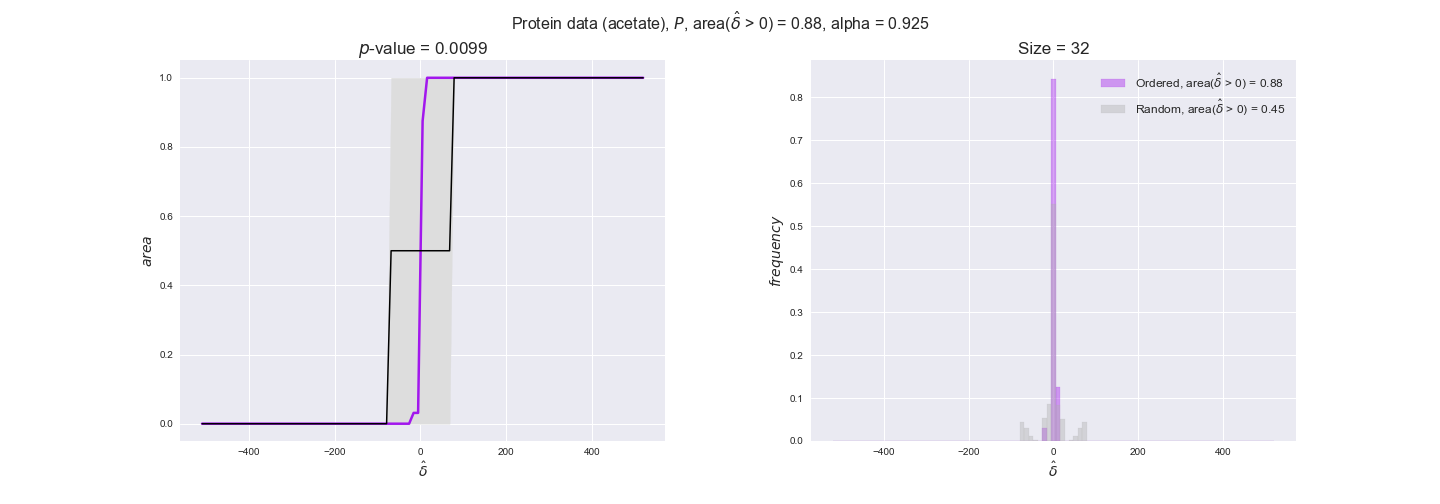 Protein data (acetate), P, area(δ̂ > 0) = 0.88, alpha = 0.925
p-value = 0.0099
1.0
0.8
0.6
0.4
0.2
0.0
area
−400
−200
0
200
400
δ̂
Size = 32
Ordered, area(δ̂ > 0) = 0.88
Random, area(δ̂ > 0) = 0.45
0.8
0.7
0.6
0.5
0.4
0.3
0.2
0.1
0.0
frequency
−400
−200
0
200
400
δ̂